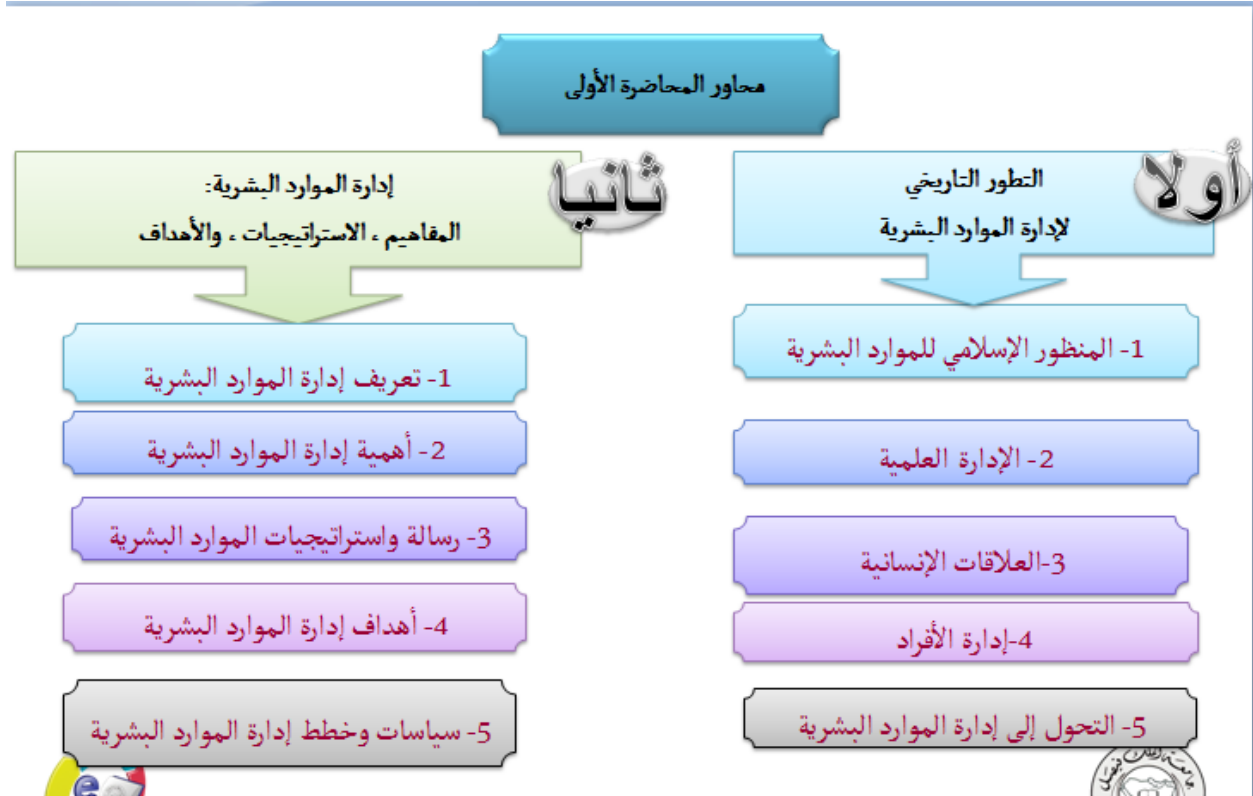 محاور المحاضرة الأولى
أولا
التطور التاريخي
لإدارة الموارد البشرية
1- المنظور الإسلامي للموارد البشرية
2- الإدارة العلمية
3-العلاقات الإنسانية
4-إدارة الأفراد
5- التحول إلى إدارة الموارد البشرية
ثانيا
إدارة الموارد البشرية:
المفاهيم ، الاستراتيجيات ، والأهداف
1- تعريف إدارة الموارد البشرية
2- أهمية إدارة الموارد البشرية
3- رسالة واستراتيجيات الموارد البشرية
4- أهداف إدارة الموارد البشرية
5- سياسات وخطط إدارة الموارد البشرية
جامعة الملك فيصل
e